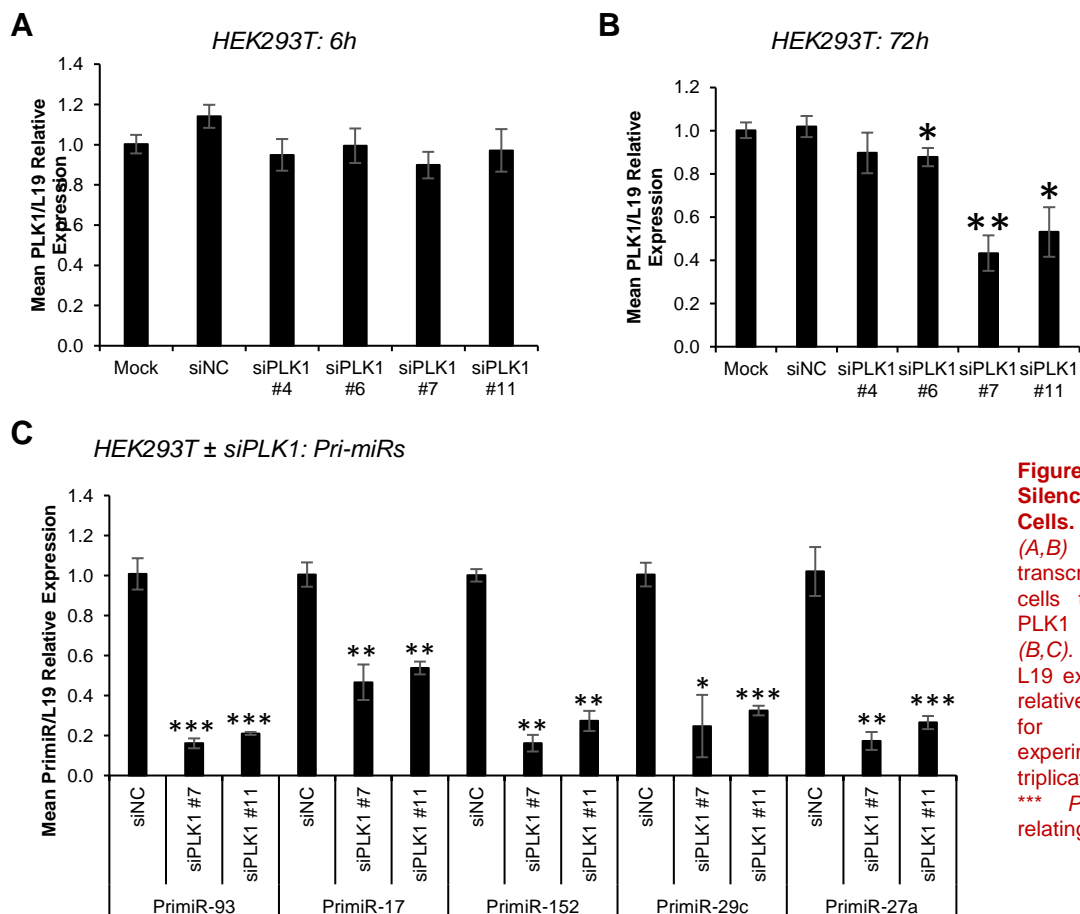 A
HEK293T: 6h
Mean PLK1/L19 Relative
Expression
1.4
1.2
1.0
0.8
0.6
0.4
0.2
0.0
Mock
siNC
siPLK1
#4
siPLK1
#6
siPLK1
#7
siPLK1
#11
B
HEK293T: 72h
Mean PLK1/L19 Relative
Expression
1.0
0.8
0.6
0.4
0.2
0.0
*
**
*
Mock
siNC
siPLK1
#4
siPLK1
#6
siPLK1
#7
siPLK1
#11
C
HEK293T ± siPLK1: Pri-miRs
Mean PrimiR/L19 Relative Expression
1.4
1.2
1.0
0.8
0.6
0.4
0.2
0.0
***
***
**
**
**
**
*
***
**
***
siNC
siPLK1 #7
siPLK1 #11
siNC
siPLK1 #7
siPLK1 #11
siNC
siPLK1 #7
siPLK1 #11
siNC
siPLK1 #7
siPLK1 #11
siNC
siPLK1 #7
siPLK1 #11
PrimiR-93
PrimiR-17
PrimiR-152
PrimiR-29c
PrimiR-27a
Figure
Silenc
Cells.
(A,B)
transcr
cells t
PLK1
(B,C).
L19 ex
relative
for
experin
triplicat
*** P
relating